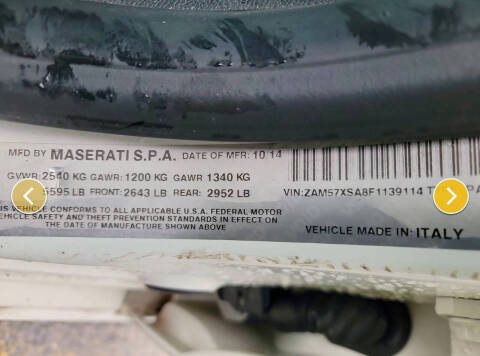 MFD BY MASERATI S.P.A. DATE OF MFR: 10 14
GVWR: 2540 KG GAWR: 1200 KG GAWR: 1340 KG
5595 LB FRONT: 2643 LB REAR: 2952 LB VIN: ZAM57XSA8F1139114
VEHICLE CONFORMS TO ALL APPLICABLE U.S.A. FEDERAL MOTOR
VEHICLE SAFETY AND THEFT PREVENTION STANDARDS IN EFFECT ON
THE DATE OF MANUFACTURE SHOWN ABOVE
VEHICLE MADE IN: ITALY